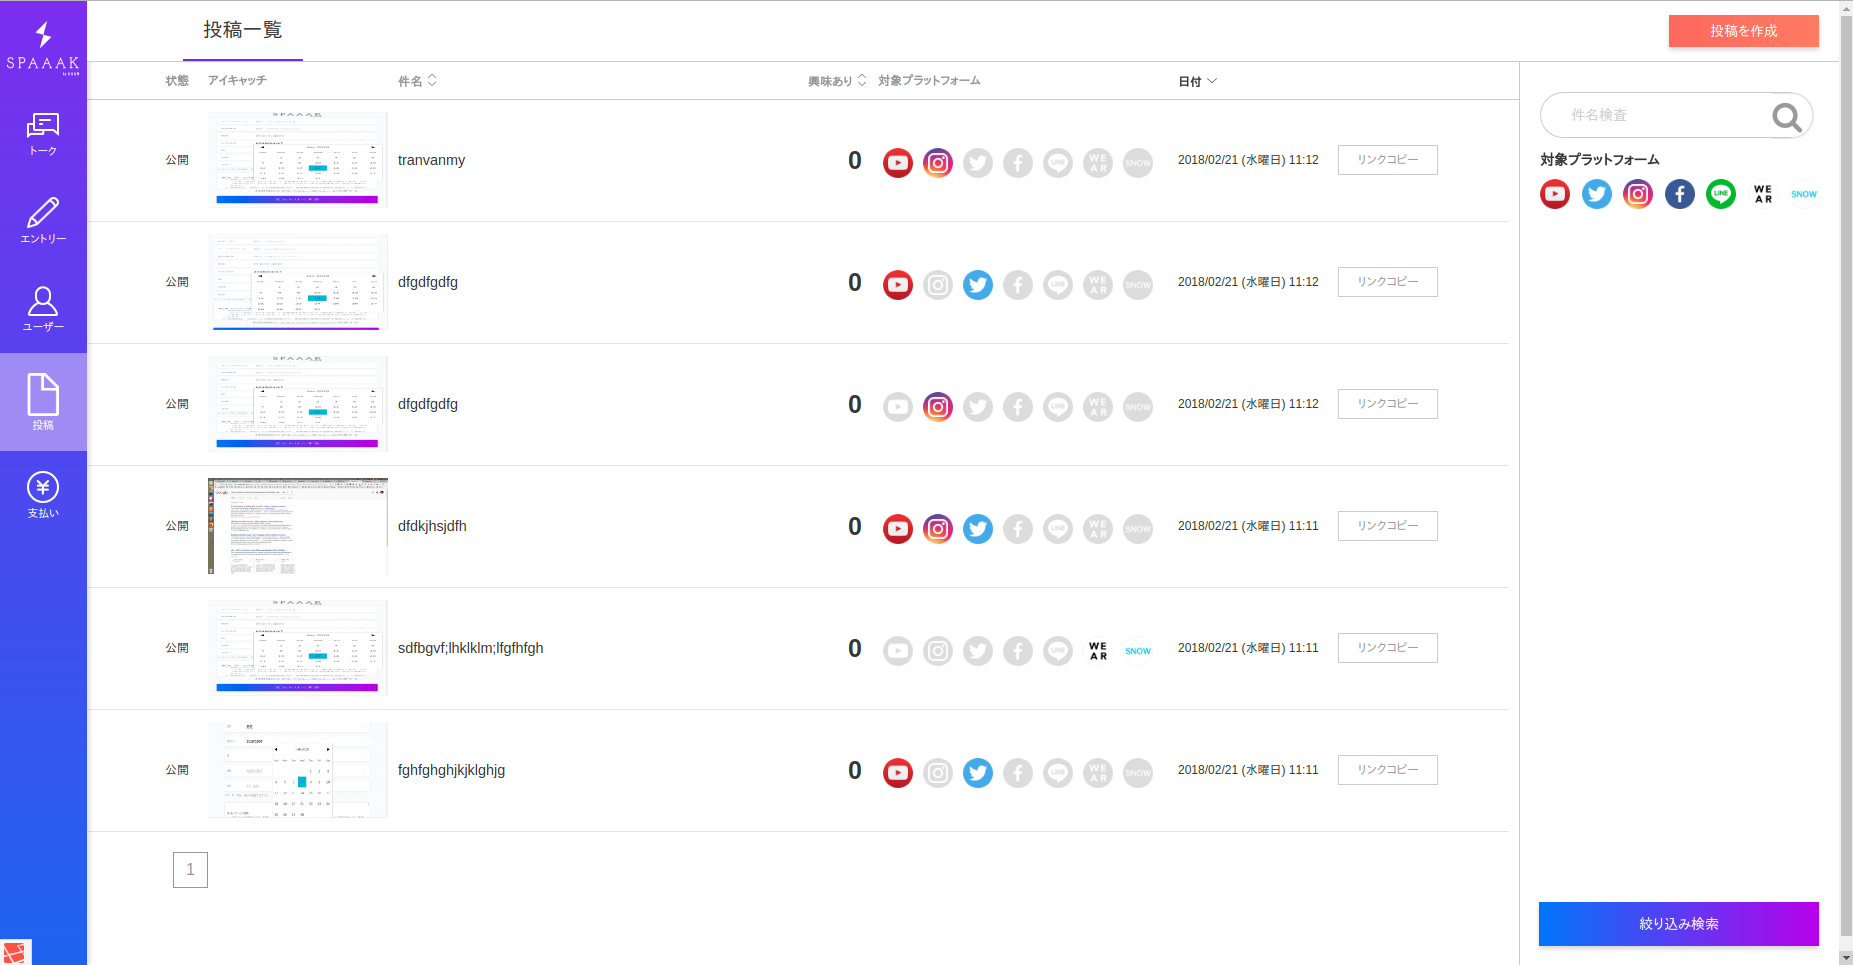 SPAAAK
投稿一覧
投稿を作成
トーク
エントリー
ユーザー
投稿
支払い
状態 アイキャッチ 件名 興味あり 対象プラットフォーム 日付
公開 tranvanmy 0 WE AR SNOW LINE 2018/02/21 (水曜日) 11:12 リンクコピー
公開 dfgdfgdfg 0 LINE WE AR SNOW 2018/02/21 (水曜日) 11:12 リンクコピー
公開 dfgdfgdfg 0 LINE WE AR SNOW 2018/02/21 (水曜日) 11:12 リンクコピー
公開 dfdkjhsjdfh 0 LINE WE AR SNOW 2018/02/21 (水曜日) 11:11 リンクコピー
公開 sdfbgvf;lhklklm;lfgfhfgh 0 LINE WE AR SNOW 2018/02/21 (水曜日) 11:11 リンクコピー
公開 fghfghghjkjklghjg 0 LINE WE AR SNOW 2018/02/21 (水曜日) 11:11 リンクコピー
1
件名検査
対象プラットフォーム
LINE WE AR SNOW
絞り込み検索